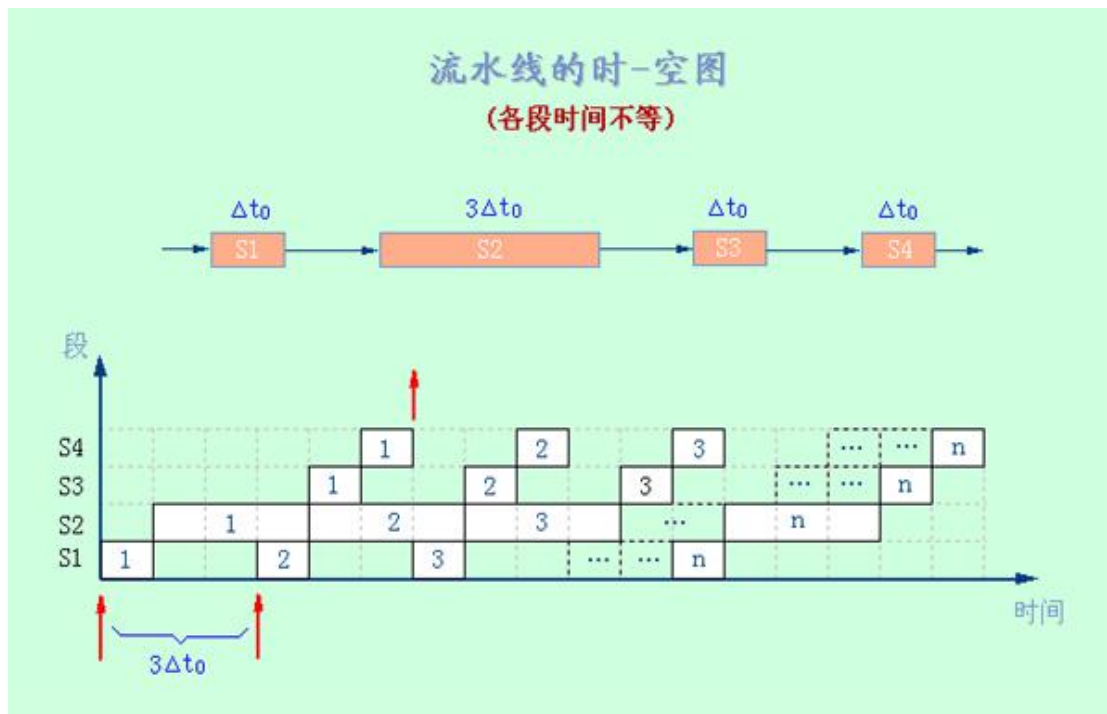 流水线的时-空图
(各段时间不等)
Δt₀ 3Δt₀ Δt₀ Δt₀
S1 S2 S3 S4
段
S4 1 2 3 … … n
S3 1 2 3 … … n
S2 1 2 3 … n
S1 1 2 3 … … n
时间
3Δt₀